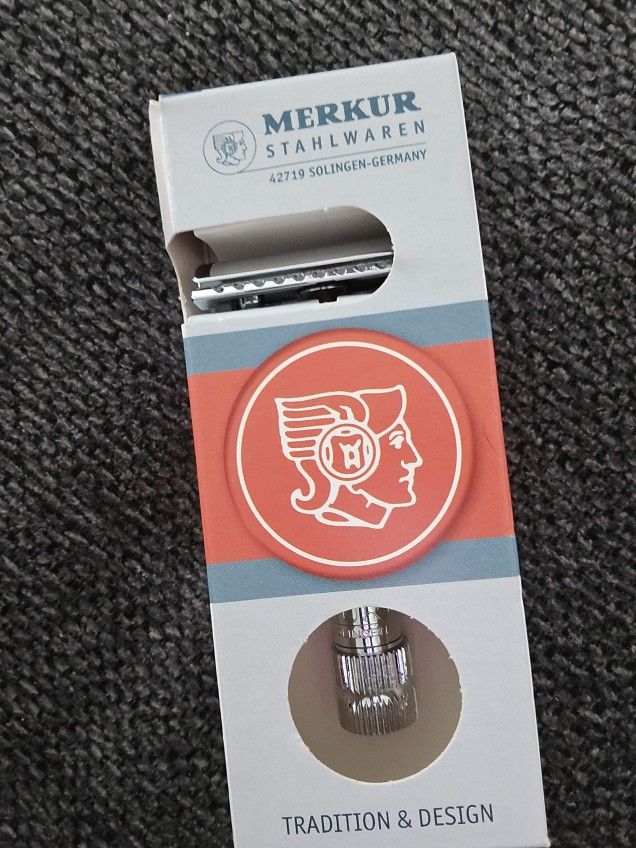 MERKUR
STAHLWAREN
42719 SOLINGEN-GERMANY
TRADITION & DESIGN